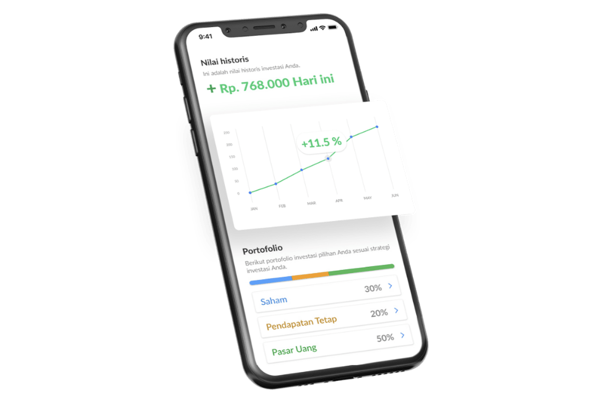 9:41
Nilai historis
Ini adalah nilai historis investasi Anda.
+ Rp. 768.000 Hari ini
+11.5 %
Portofolio
Berikut portofolio investasi pilihan Anda sesuai strategi
investasi Anda.
Saham 30%
Pendapatan Tetap 20%
Pasar Uang 50%